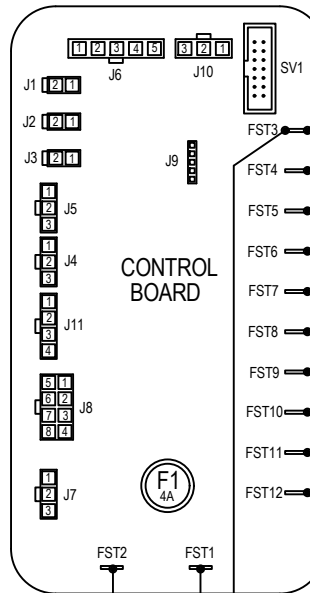 1 2 3 4 5
3 2 1
J6
J10
SV1
J1 2 1
J2 2 1
J3 2 1
J9
FST3
FST4
1
2
3
J5
FST5
1
2
3
J4
FST6
CONTROL
BOARD
FST7
1
2
3
4
J11
FST8
FST9
5 1
6 2
7 3
8 4
J8
FST10
FST11
1
2
3
J7
F1
4A
FST12
FST2
FST1